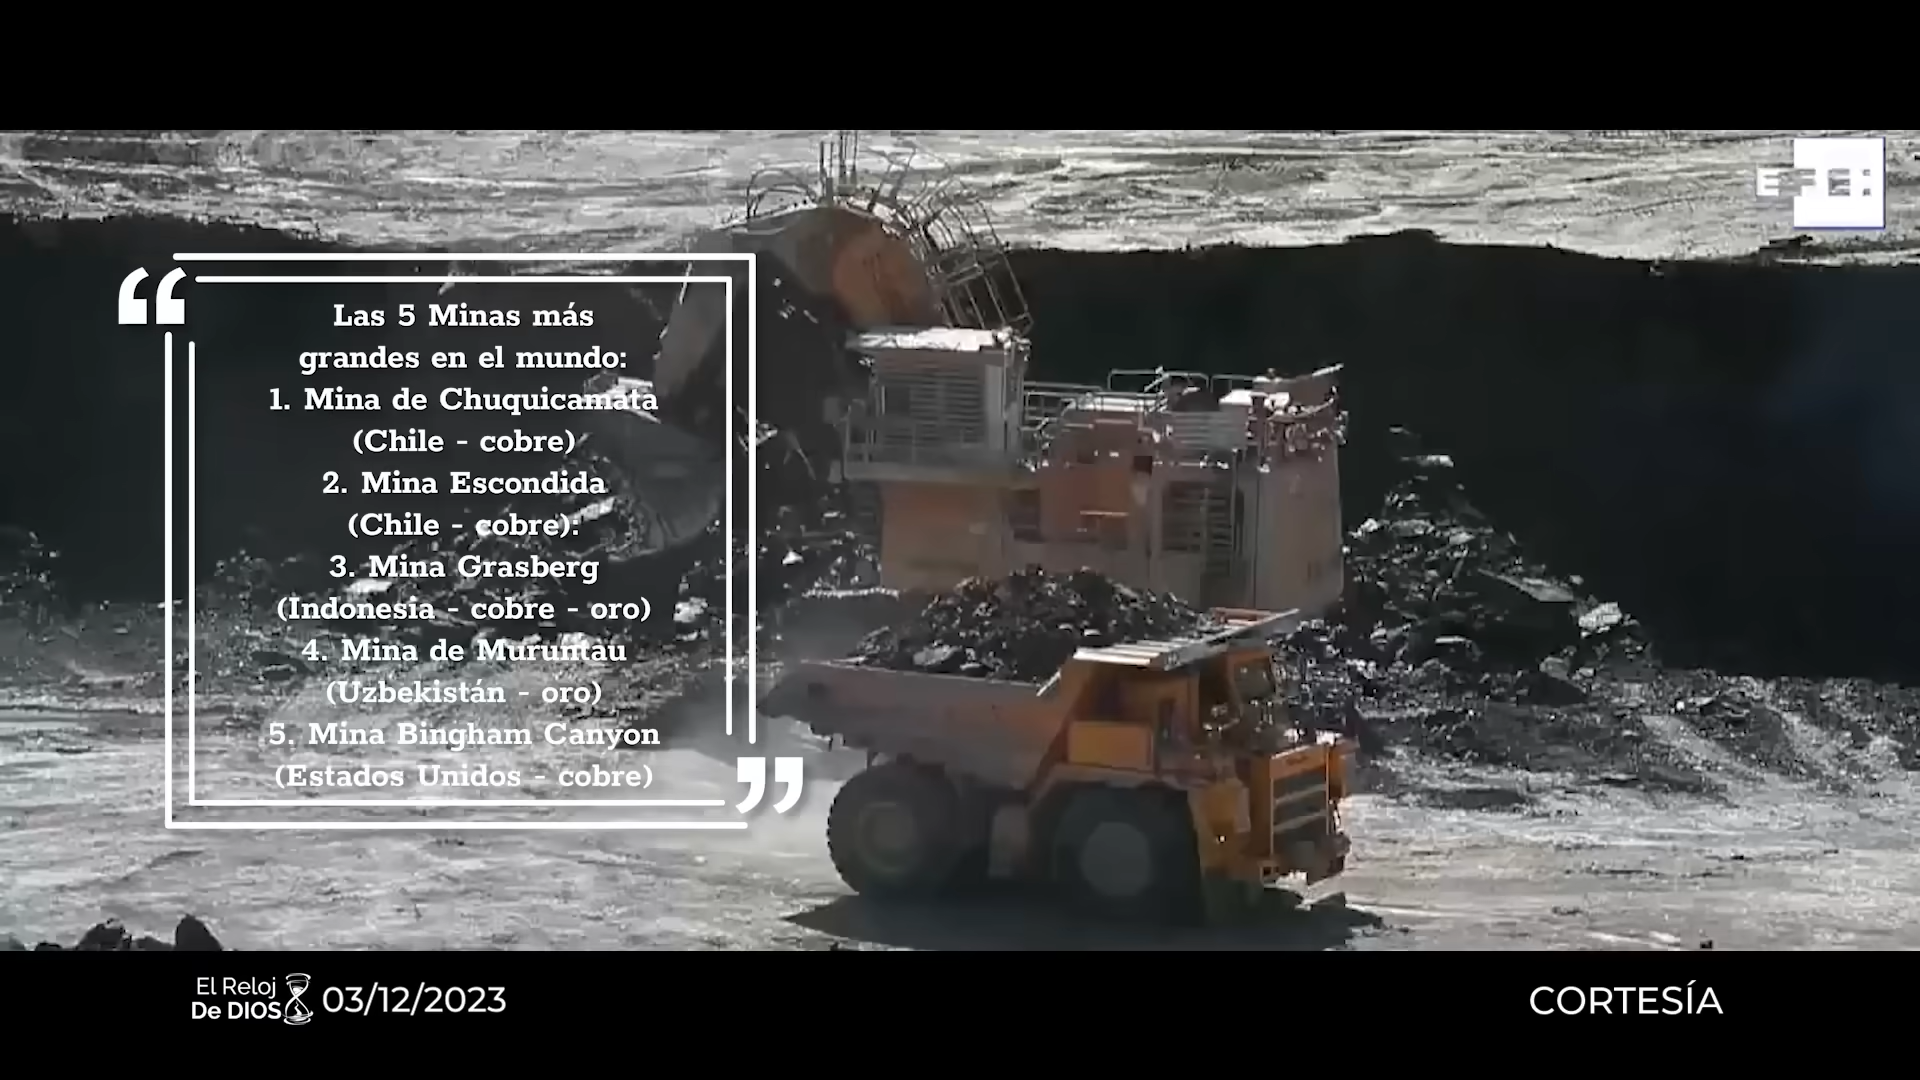 EFE:
“
Las 5 Minas más
grandes en el mundo:
1. Mina de Chuquicamata
(Chile - cobre)
2. Mina Escondida
(Chile - cobre):
3. Mina Grasberg
(Indonesia - cobre - oro)
4. Mina de Muruntau
(Uzbekistán - oro)
5. Mina Bingham Canyon
(Estados Unidos - cobre)
”
El Reloj
De DIOS
03/12/2023
CORTESÍA